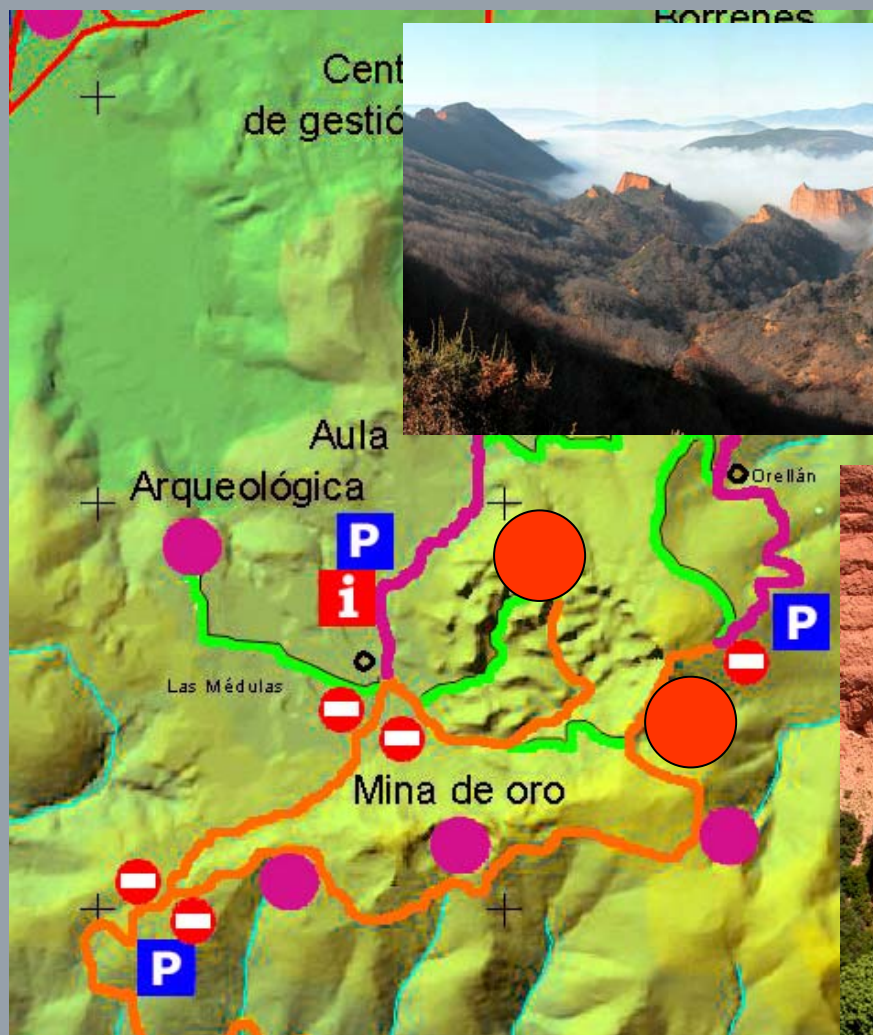 Borrenes
Cent
de gestió
Aula
Arqueológica
Orellán
P
i
P
Las Médulas
Mina de oro
P